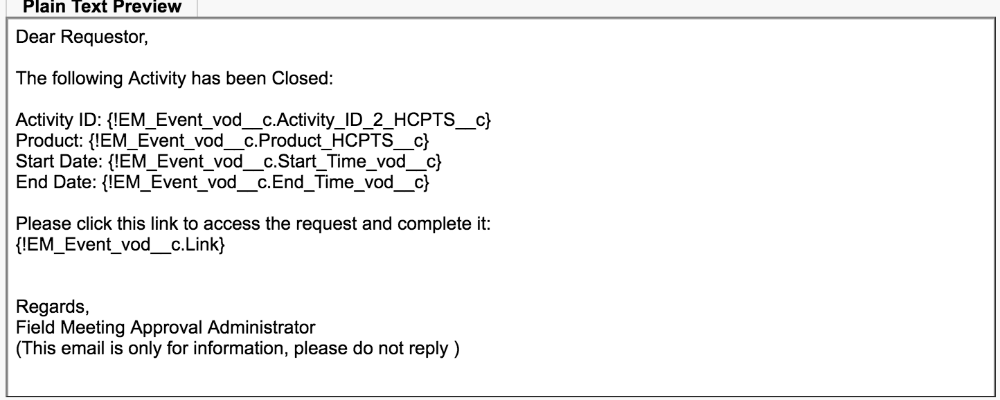 Plain Text Preview
Dear Requestor,
The following Activity has been Closed:
Activity ID: {!EM_Event_vod__c.Activity_ID_2_HCPTS__c}
Product: {!EM_Event_vod__c.Product_HCPTS__c}
Start Date: {!EM_Event_vod__c.Start_Time_vod__c}
End Date: {!EM_Event_vod__c.End_Time_vod__c}
Please click this link to access the request and complete it:
{!EM_Event_vod__c.Link}
Regards,
Field Meeting Approval Administrator
(This email is only for information, please do not reply )